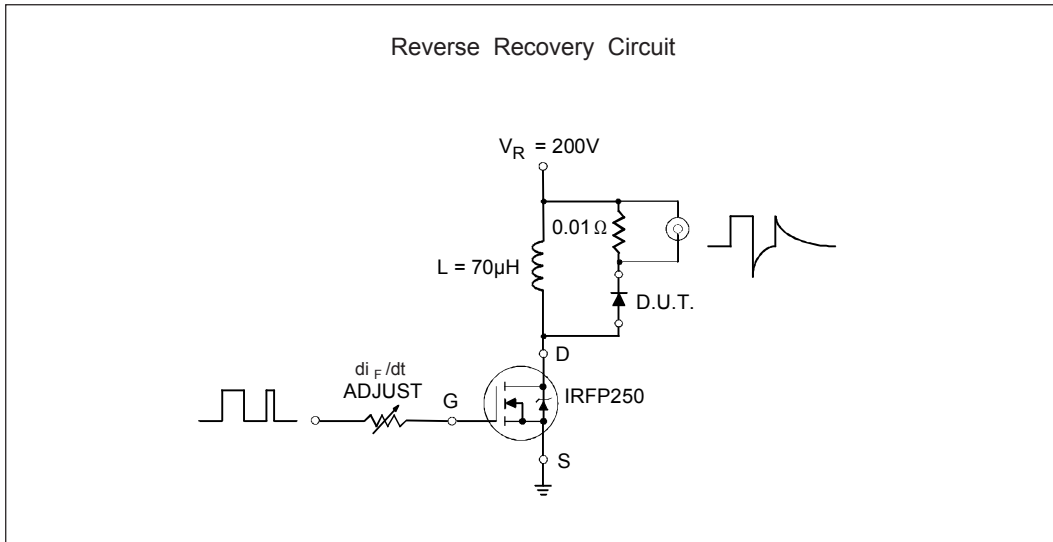 Reverse Recovery Circuit
V_R = 200V
0.01 Ω
L = 70µH
D.U.T.
D
di_F/dt
ADJUST
G
IRFP250
S